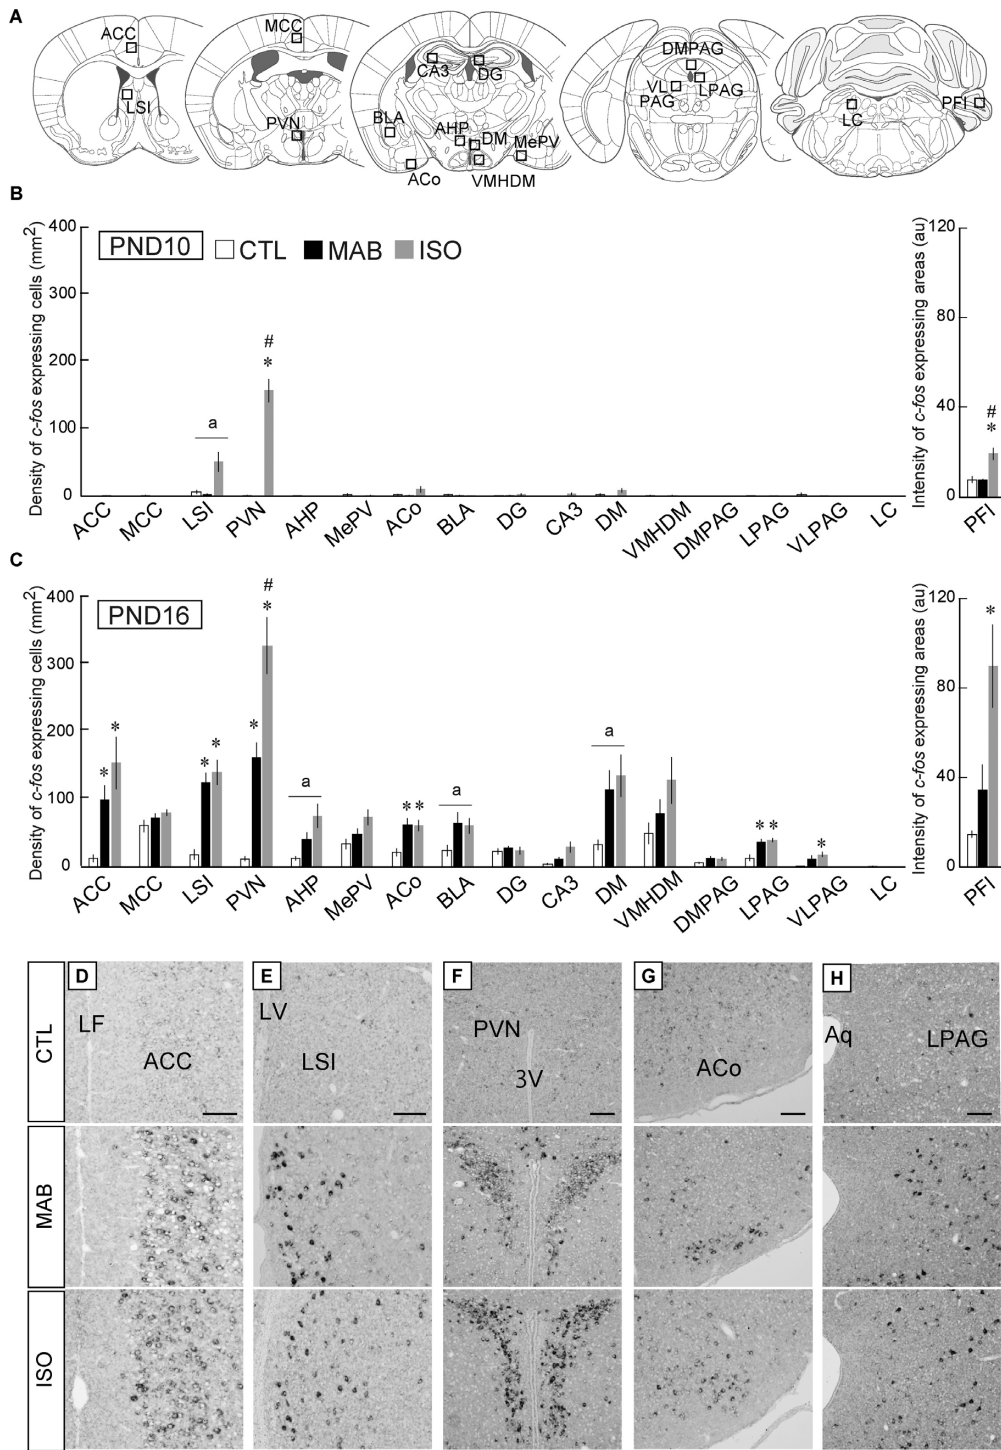 A
ACC
MCC
CA3
DG
DMPAG
VL
PAG
LPAG
PFI
LC
LSI
PVN
BLA
AHP
DM
MePV
ACo
VMHDM
B
PND10
CTL
MAB
ISO
Density of c-fos expressing cells (mm²)
400
300
200
100
0
a
#
*
ACC
MCC
LSI
PVN
AHP
MePV
ACo
BLA
DG
CA3
DM
VMHDM
DMPAG
LPAG
VLPAG
LC
Intensity of c-fos expressing areas (au)
120
80
40
0
#
*
PFI
C
PND16
Density of c-fos expressing cells (mm²)
400
300
200
100
0
*
*
*
*
*
#
*
a
**
a
a
**
*
ACC
MCC
LSI
PVN
AHP
MePV
ACo
BLA
DG
CA3
DM
VMHDM
DMPAG
LPAG
VLPAG
LC
Intensity of c-fos expressing areas (au)
120
80
40
0
*
PFI
CTL
D
LF
ACC
E
LV
LSI
F
PVN
3V
G
ACo
H
Aq
LPAG
MAB
ISO